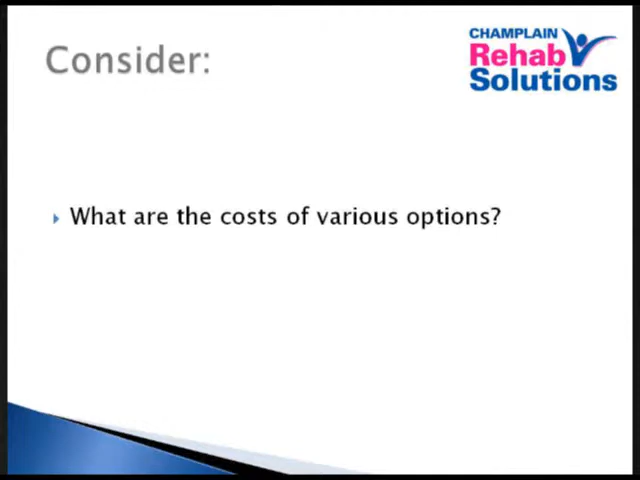 Consider:
CHAMPLAIN
Rehab
Solutions
What are the costs of various options?